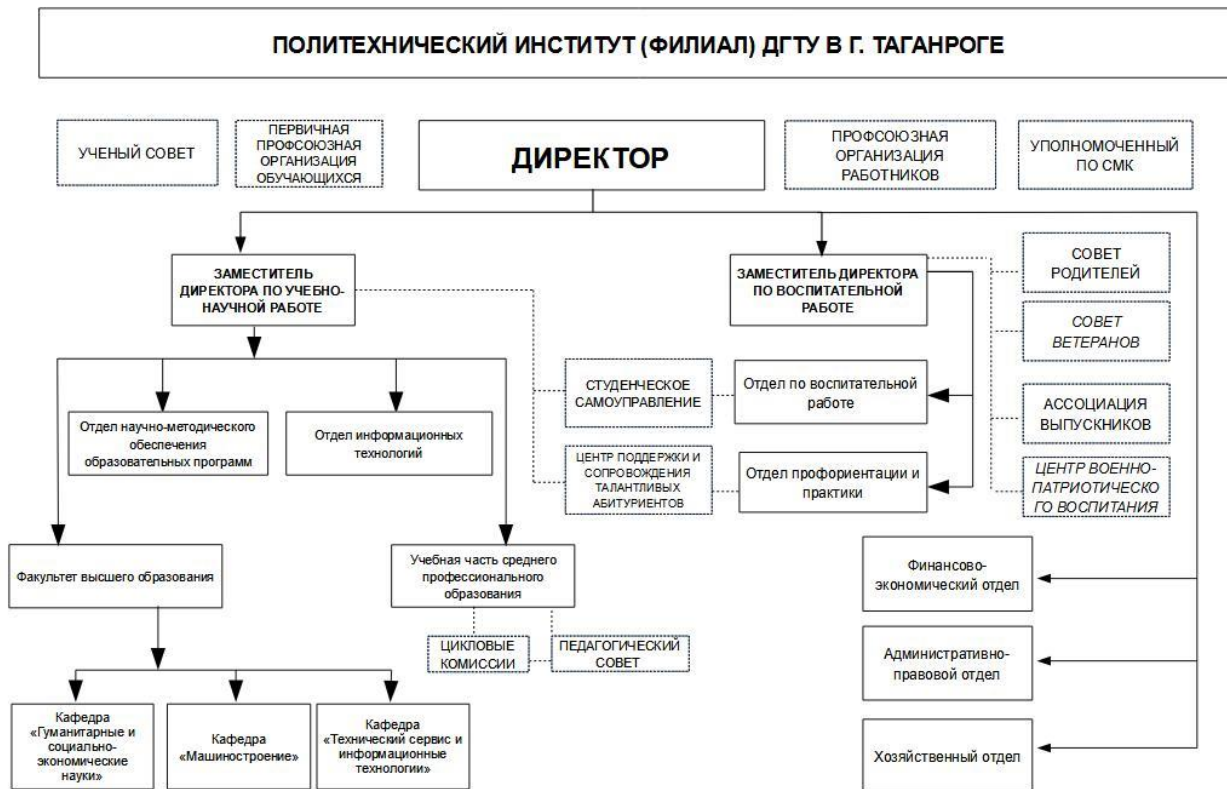 ПОЛИТЕХНИЧЕСКИЙ ИНСТИТУТ (ФИЛИАЛ) ДГТУ В Г. ТАГАНРОГЕ
УЧЕНЫЙ СОВЕТ
ПЕРВИЧНАЯ
ПРОФСОЮЗНАЯ
ОРГАНИЗАЦИЯ
ОБУЧАЮЩИХСЯ
ДИРЕКТОР
ПРОФСОЮЗНАЯ
ОРГАНИЗАЦИЯ
РАБОТНИКОВ
УПОЛНОМОЧЕННЫЙ
ПО СМК
ЗАМЕСТИТЕЛЬ
ДИРЕКТОРА ПО УЧЕБНО-
НАУЧНОЙ РАБОТЕ
ЗАМЕСТИТЕЛЬ ДИРЕКТОРА
ПО ВОСПИТАТЕЛЬНОЙ
РАБОТЕ
СОВЕТ
РОДИТЕЛЕЙ
СОВЕТ
ВЕТЕРАНОВ
СТУДЕНЧЕСКОЕ
САМОУПРАВЛЕНИЕ
Отдел по воспитательной
работе
АССОЦИАЦИЯ
ВЫПУСКНИКОВ
Отдел научно-методического
обеспечения
образовательных программ
Отдел информационных
технологий
ЦЕНТР ПОДДЕРЖКИ И
СОПРОВОЖДЕНИЯ
ТАЛАНТЛИВЫХ
АБИТУРИЕНТОВ
Отдел профориентации и
практики
ЦЕНТР ВОЕННО-
ПАТРИОТИЧЕСКО
ГО ВОСПИТАНИЯ
Факультет высшего образования
Учебная часть среднего
профессионального
образования
Финансово-
экономический отдел
ЦИКЛОВЫЕ
КОМИССИИ
ПЕДАГОГИЧЕСКИЙ
СОВЕТ
Административно-
правовой отдел
Кафедра
«Гуманитарные и
социально-
экономические
науки»
Кафедра
«Машиностроение»
Кафедра
«Технический сервис и
информационные
технологии»
Хозяйственный отдел